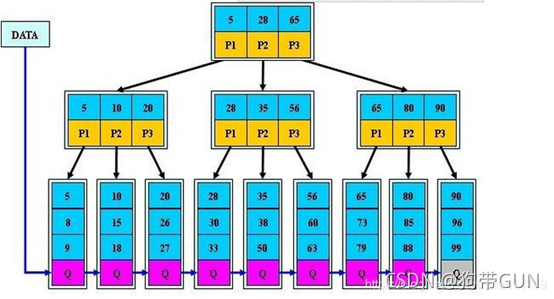 5 28 65
DATA
P1 P2 P3
5 10 20
28 35 56
65 80 90
P1 P2 P3
P1 P2 P3
P1 P2 P3
5 10 20 28 35 56 65 80 90
8 15 26 30 38 60 73 85 96
9 18 27 33 50 63 79 88 99
Q Q Q Q Q Q Q Q Q
CSDN @狗带GUN